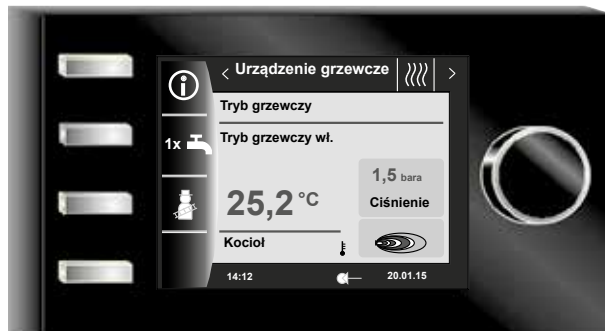 < Urządzenie grzewcze >
Tryb grzewczy
1x
Tryb grzewczy wł.
1,5 bara
Ciśnienie
25,2 °C
Kocioł
14:12
20.01.15